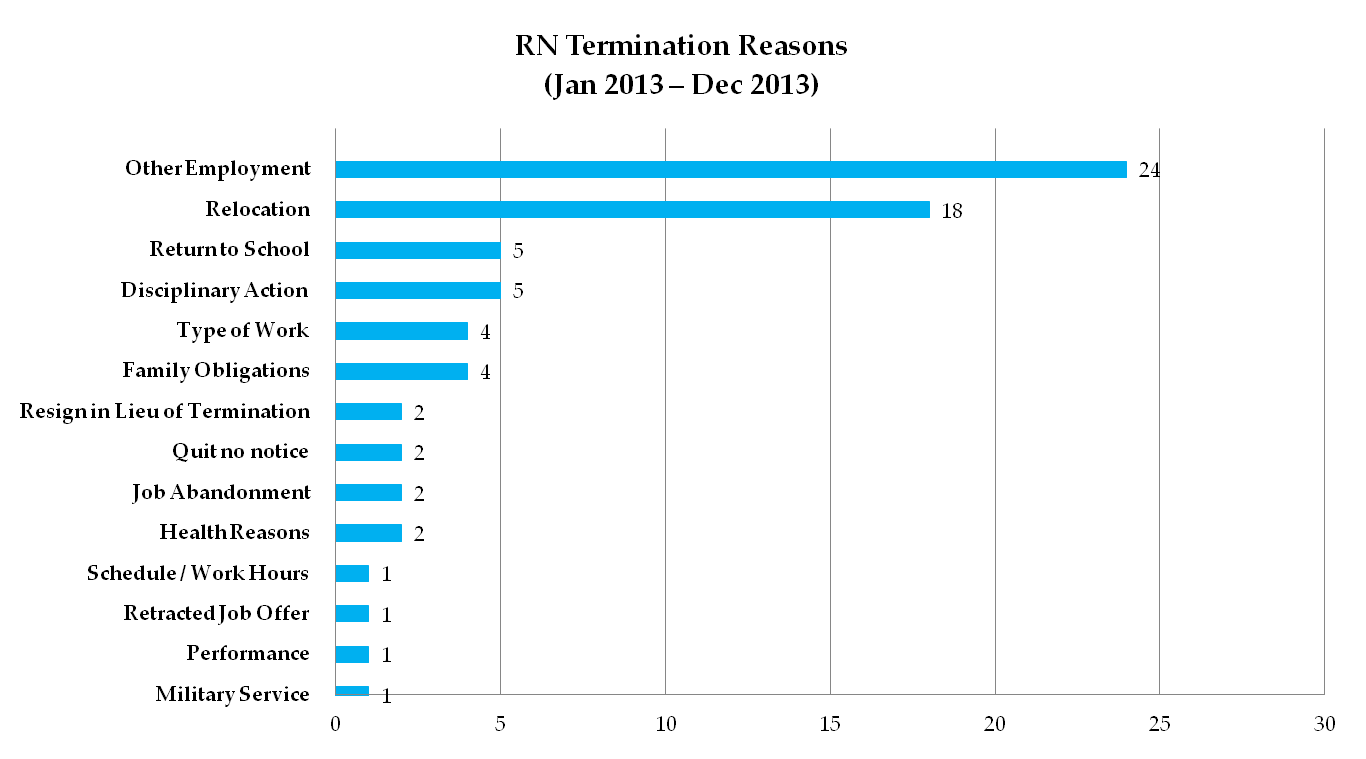 RN Termination Reasons
(Jan 2013 – Dec 2013)
Other Employment 24
Relocation 18
Return to School 5
Disciplinary Action 5
Type of Work 4
Family Obligations 4
Resign in Lieu of Termination 2
Quit no notice 2
Job Abandonment 2
Health Reasons 2
Schedule / Work Hours 1
Retracted Job Offer 1
Performance 1
Military Service 1
0 5 10 15 20 25 30